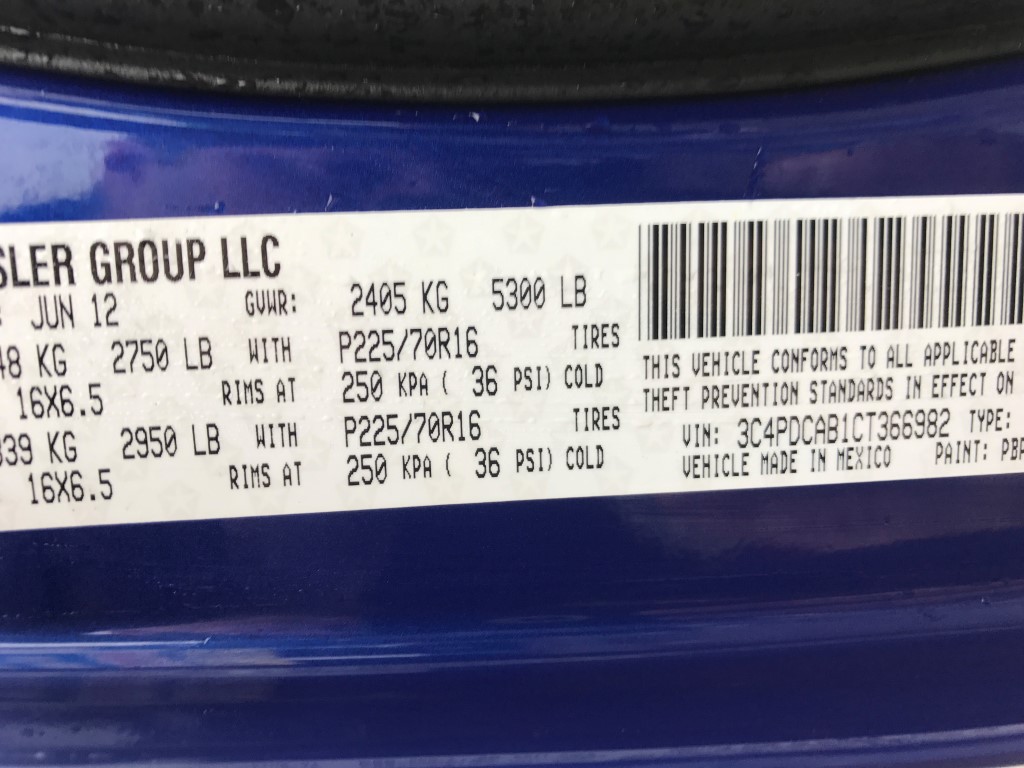 SLER GROUP LLC
JUN 12 GVWR: 2405 KG 5300 LB
48 KG 2750 LB WITH P225/70R16 TIRES
16X6.5 RIMS AT 250 KPA ( 36 PSI) COLD
339 KG 2950 LB WITH P225/70R16 TIRES
16X6.5 RIMS AT 250 KPA ( 36 PSI) COLD
THIS VEHICLE CONFORMS TO ALL APPLICABLE
THEFT PREVENTION STANDARDS IN EFFECT ON
VIN: 3C4PDCAB1CT366982 TYPE:
VEHICLE MADE IN MEXICO PAINT: PB